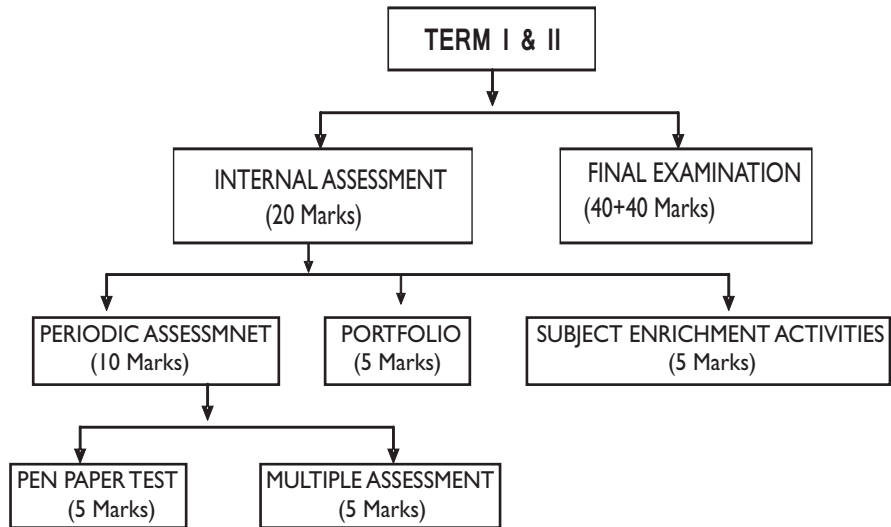 TERM I & II
INTERNAL ASSESSMENT
(20 Marks)
FINAL EXAMINATION
(40+40 Marks)
PERIODIC ASSESSMNET
(10 Marks)
PORTFOLIO
(5 Marks)
SUBJECT ENRICHMENT ACTIVITIES
(5 Marks)
PEN PAPER TEST
(5 Marks)
MULTIPLE ASSESSMENT
(5 Marks)